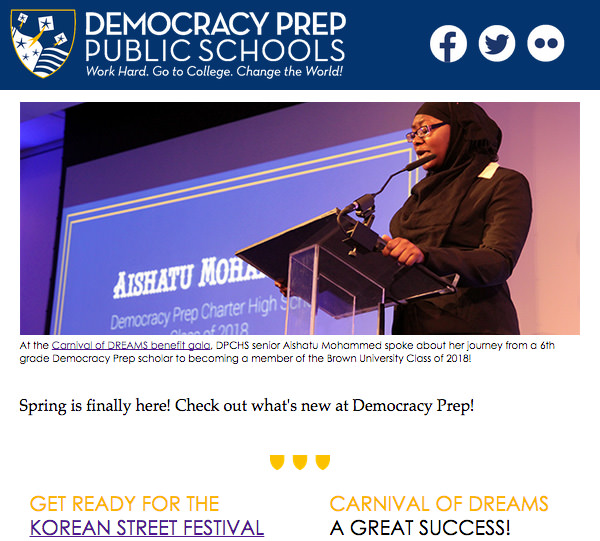 DEMOCRACY PREP
PUBLIC SCHOOLS
Work Hard. Go to College. Change the World!
AISHATU MOHA
Democracy Prep Charter High Sch
Class of 2018
At the Carnival of DREAMS benefit gala, DPCHS senior Aishatu Mohammed spoke about her journey from a 6th
grade Democracy Prep scholar to becoming a member of the Brown University Class of 2018!
Spring is finally here! Check out what's new at Democracy Prep!
GET READY FOR THE
KOREAN STREET FESTIVAL
CARNIVAL OF DREAMS
A GREAT SUCCESS!